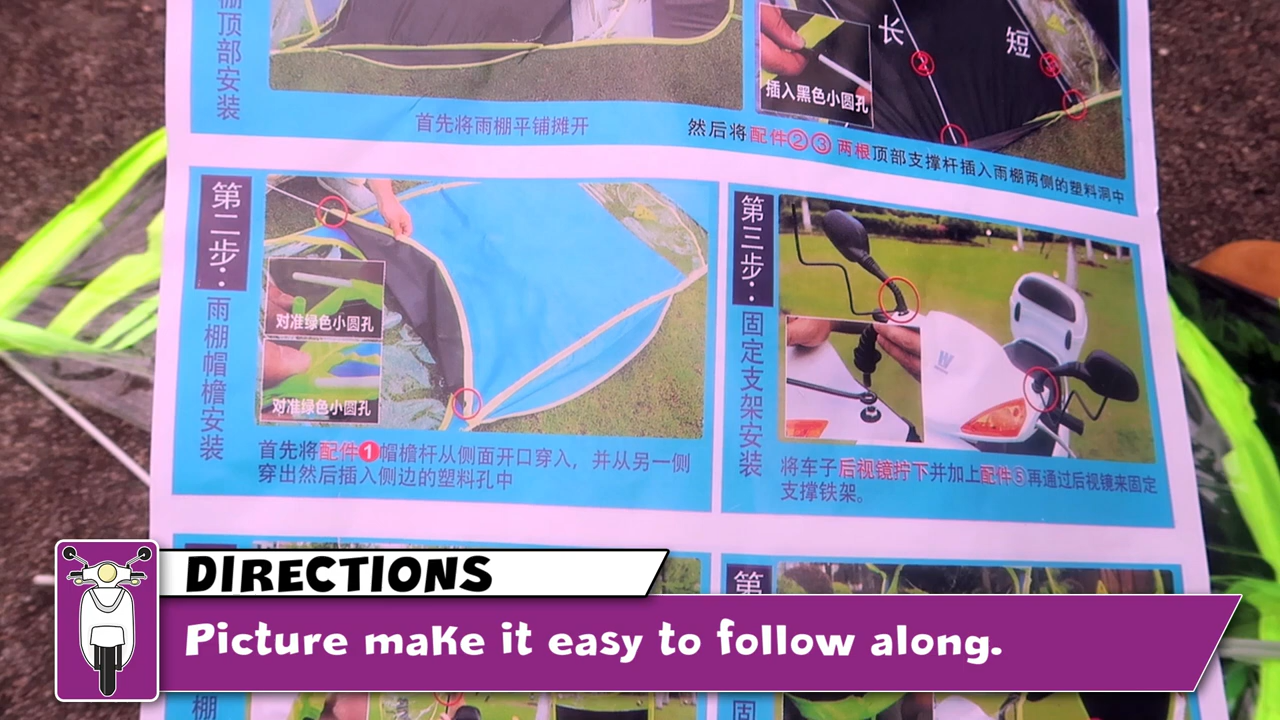 棚顶部安装
首先将雨棚平铺摊开
长
②
短
③
插入黑色小圆孔
然后将配件②③两根顶部支撑杆插入雨棚两侧的塑料洞中
第二步：
雨棚帽檐安装
对准绿色小圆孔
对准绿色小圆孔
首先将配件①帽檐杆从侧面开口穿入，并从另一侧
穿出然后插入侧边的塑料孔中
第三步：
固定支架安装
将车子后视镜拧下并加上配件⑤再通过后视镜来固定
支撑铁架。
第
DIRECTIONS
Picture make it easy to follow along.
棚
固